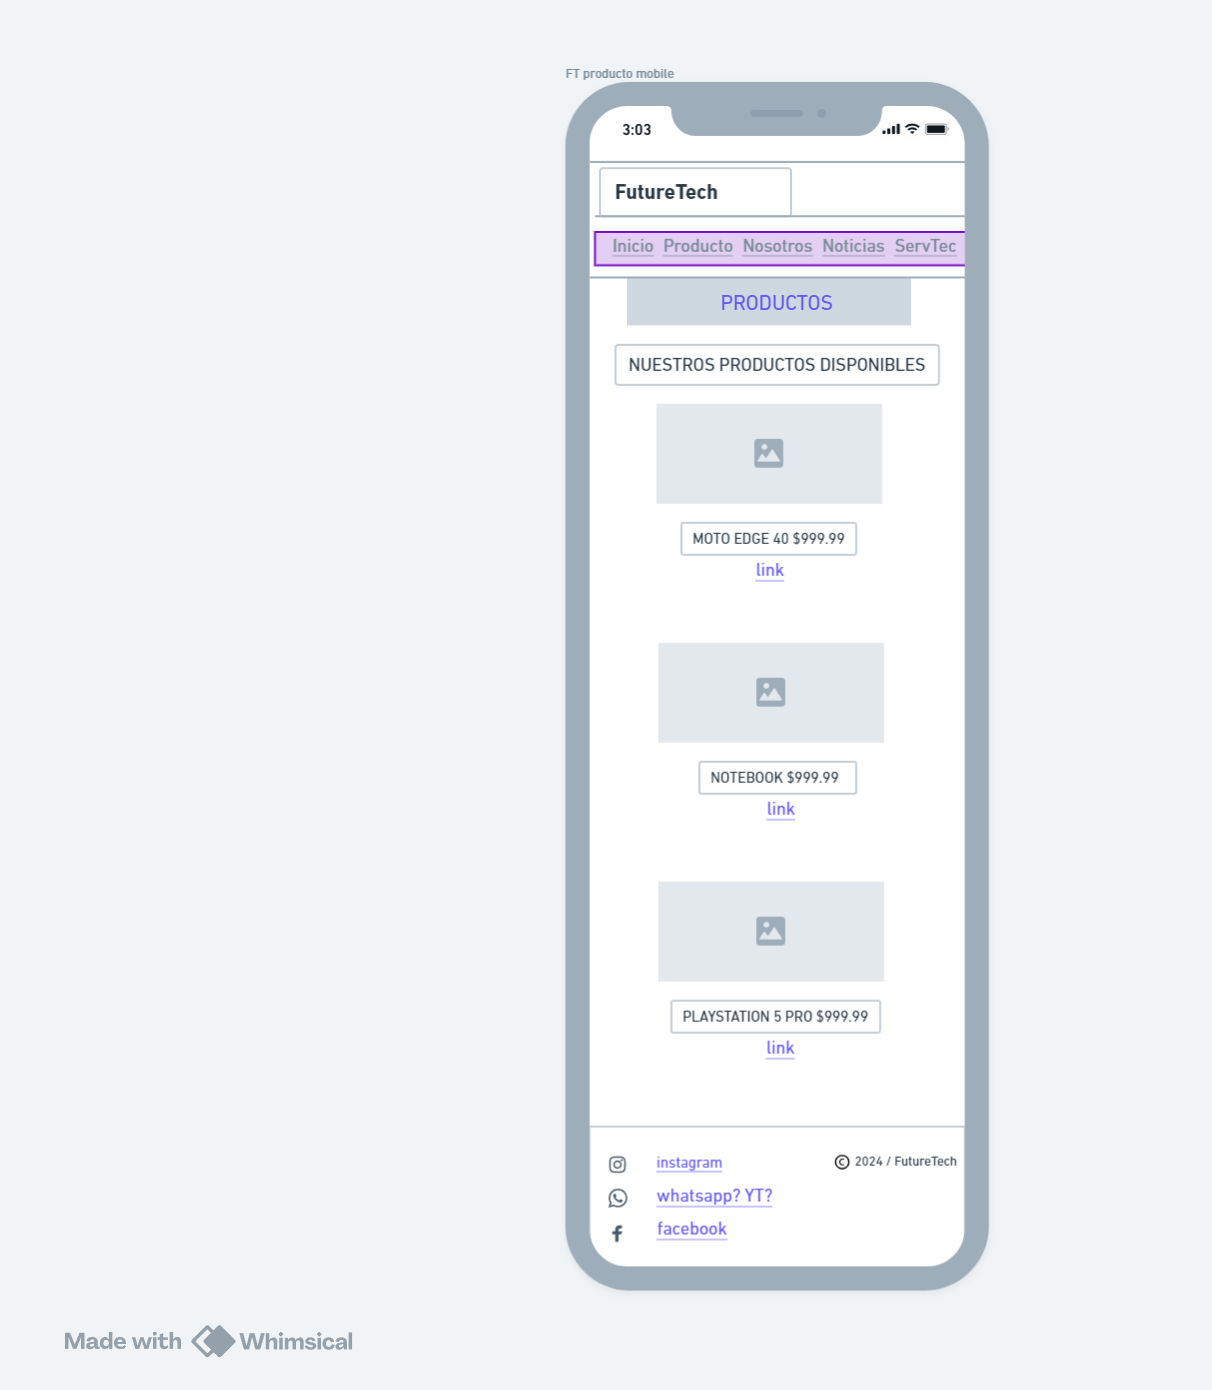 FT producto mobile
3:03
FutureTech
Inicio Producto Nosotros Noticias ServTec
PRODUCTOS
NUESTROS PRODUCTOS DISPONIBLES
MOTO EDGE 40 $999.99
link
NOTEBOOK $999.99
link
PLAYSTATION 5 PRO $999.99
link
instagram
© 2024 / FutureTech
whatsapp? YT?
facebook
Made with Whimsical